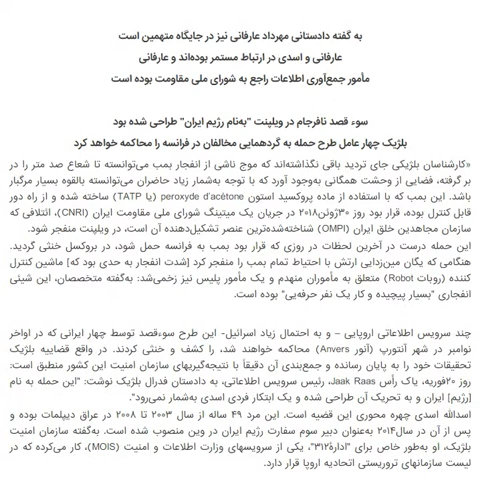 به گفته دادستانی مهرداد عارفانی نیز در جایگاه متهمین است
عارفانی و اسدی در ارتباط مستمر بوده‌اند و عارفانی
مأمور جمع‌آوری اطلاعات راجع به شورای ملی مقاومت بوده است
سوء قصد نافرجام در ویلپنت "به‌نام رژیم ایران" طراحی شده بود
بلژیک چهار عامل طرح حمله به گردهمایی مخالفان در فرانسه را محاکمه خواهد کرد
«کارشناسان بلژیکی جای تردید باقی نگذاشته‌اند که موج ناشی از انفجار بمب می‌توانسته تا شعاع صد متر را در
بر گرفته، فضایی از وحشت همگانی به‌وجود آورد که با توجه به‌شمار زیاد حاضران می‌توانسته بالقوه بسیار مرگبار
باشد. این بمب که با استفاده از ماده پروکسید استون peroxyde d'acétone (یا TATP) ساخته شده و از راه دور
قابل کنترل بوده، قرار بود روز ۳۰ژوئن۲۰۱۸ در جریان یک میتینگ شورای ملی مقاومت ایران (CNRI)، ائتلافی که
سازمان مجاهدین خلق ایران (OMPI) شناخته‌شده‌ترین عنصر تشکیل‌دهنده آن است، در ویلپنت منفجر شود.
این حمله درست در آخرین لحظات در روزی که قرار بود بمب به فرانسه حمل شود، در بروکسل خنثی گردید.
هنگامی که یگان مین‌زدایی ارتش با احتیاط تمام بمب را منفجر کرد [شدت انفجار به حدی بود که] ماشین کنترل
کننده (روبات Robot) متعلق به مأموران منهدم و یک مأمور پلیس نیز زخمی‌شد: به‌گفته متخصصان، این شیئی
انفجاری "بسیار پیچیده و کار یک نفر حرفه‌یی" بوده است.
چند سرویس اطلاعاتی اروپایی – و به احتمال زیاد اسرائیل- این طرح سوءقصد توسط چهار ایرانی که در اواخر
نوامبر در شهر آنتورپ (آنور Anvers) محاکمه خواهند شد، را کشف و خنثی کردند. در واقع قضاییه بلژیک
تحقیقات خود را به پایان رسانده و جمع‌بندی آن دقیقاً با نتیجه‌گیریهای سازمان امنیت این کشور منطبق است:
روز ۲۰فوریه، یاک رأس Jaak Raas، رئیس سرویس اطلاعاتی، به دادستان فدرال بلژیک نوشت: "این حمله به نام
[رژیم] ایران و به تحریک آن طراحی شده و یک ابتکار فردی اسدی به‌شمار نمی‌رود".
اسدالله اسدی چهره محوری این قضیه است. این مرد ۴۹ ساله از سال ۲۰۰۳ تا ۲۰۰۸ در عراق دیپلمات بوده و
پس از آن در سال۲۰۱۴ به‌عنوان دبیر سوم سفارت رژیم ایران در وین منصوب شده است. به‌گفته سازمان امنیت
بلژیک، او به‌طور خاص برای "ادارهٔ۳۱۲"، یکی از سرویسهای وزارت اطلاعات و امنیت (MOIS)، کار می‌کرده که در
لیست سازمانهای تروریستی اتحادیه اروپا قرار دارد.